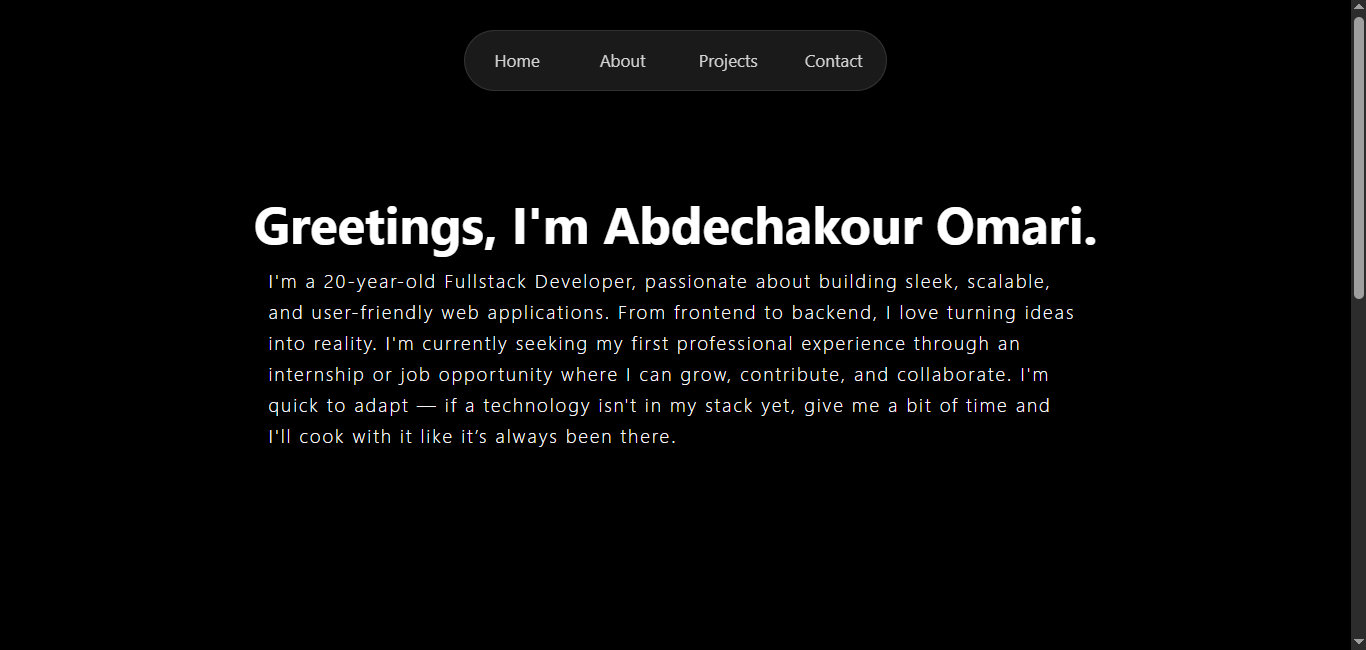 Home About Projects Contact
Greetings, I'm Abdechakour Omari.
I'm a 20-year-old Fullstack Developer, passionate about building sleek, scalable,
and user-friendly web applications. From frontend to backend, I love turning ideas
into reality. I'm currently seeking my first professional experience through an
internship or job opportunity where I can grow, contribute, and collaborate. I'm
quick to adapt — if a technology isn't in my stack yet, give me a bit of time and
I'll cook with it like it’s always been there.